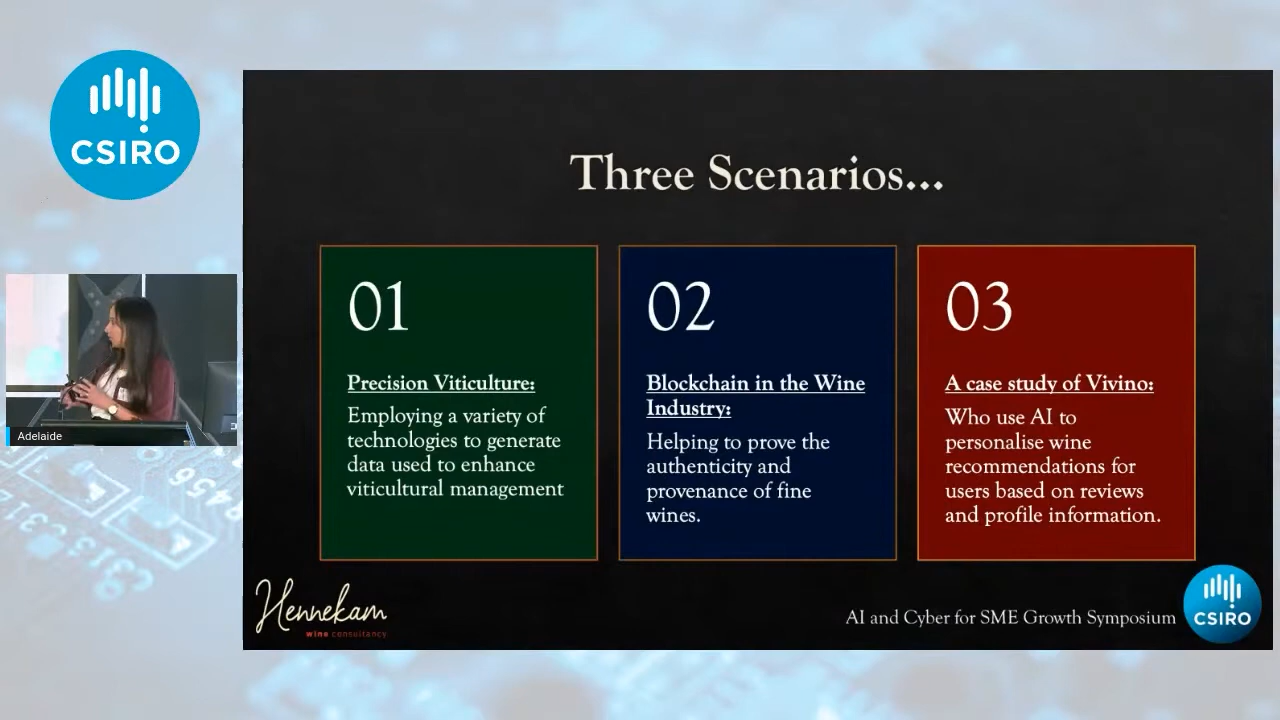 CSIRO
Three Scenarios...
01
Precision Viticulture:
Employing a variety of
technologies to generate
data used to enhance
viticultural management
02
Blockchain in the Wine
Industry:
Helping to prove the
authenticity and
provenance of fine
wines.
03
A case study of Vivino:
Who use AI to
personalise wine
recommendations for
users based on reviews
and profile information.
Adelaide
Hennekam
wine consultancy
AI and Cyber for SME Growth Symposium
CSIRO